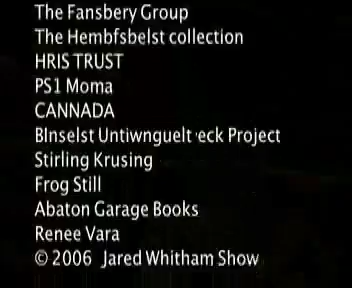 The Fansbery Group
The Hembfsbelst collection
HRIS TRUST
PS1 Moma
CANNADA
BInselst Untiwnguelt eck Project
Stirling Krusing
Frog Still
Abaton Garage Books
Renee Vara
© 2006 Jared Whitham Show